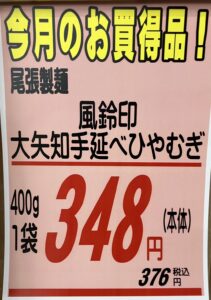 今月のお買得品！
尾張製麺
風鈴印
大矢知手延べひやむぎ
400g
1袋
348円
(本体)
376税込円